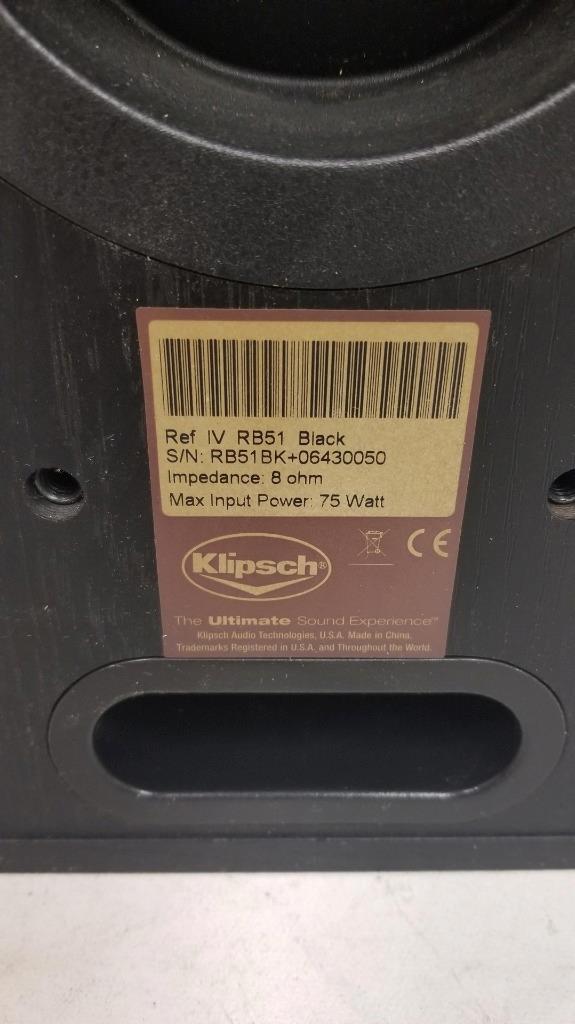 Ref IV RB51 Black
S/N: RB51BK+06430050
Impedance: 8 ohm
Max Input Power: 75 Watt
Klipsch®
CE
The Ultimate Sound Experience™
Klipsch Audio Technologies, U.S.A. Made in China.
Trademarks Registered in U.S.A. and Throughout the World.